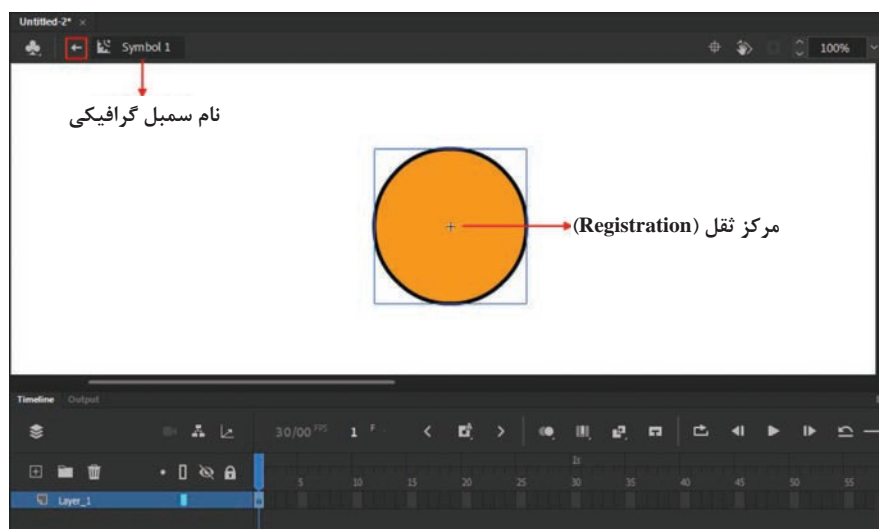 Untitled-2* ×
Symbol 1
100%
نام سمبل گرافیکی
مرکز ثقل (Registration)
Timeline Output
30/00 FPS 1 F
1s
5 10 15 20 25 30 35 40 45 50 55
Layer_1